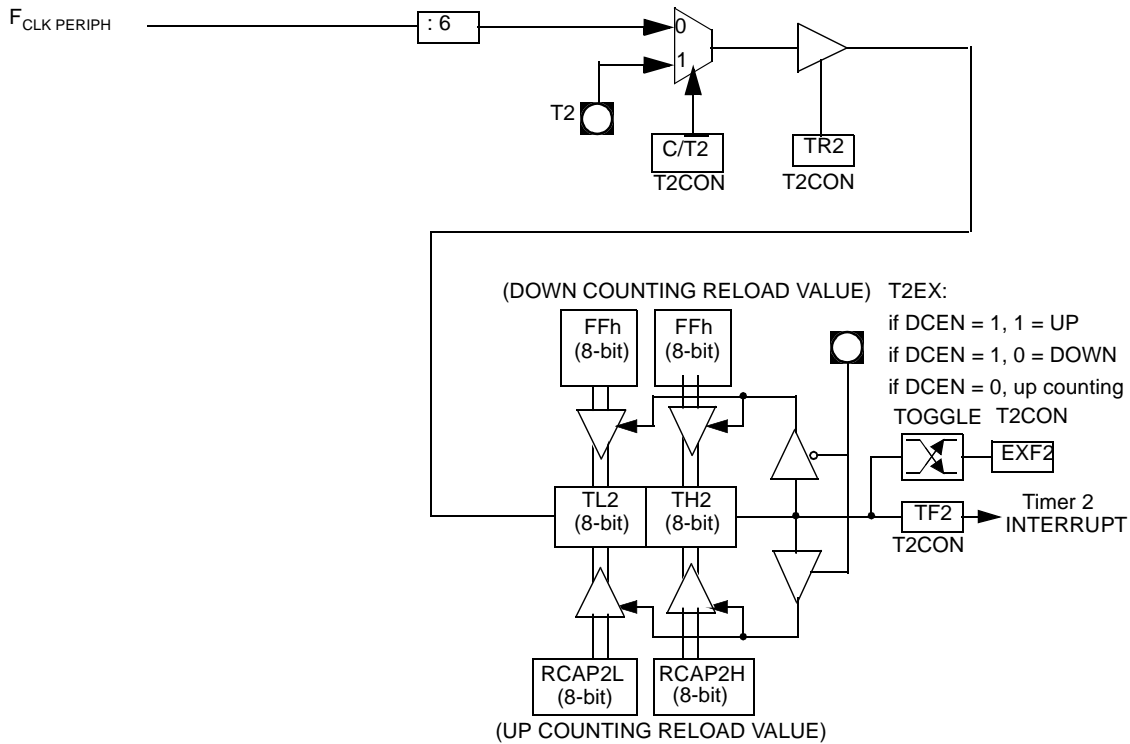 FCLK PERIPH
: 6
0
1
T2
C/T2
T2CON
TR2
T2CON
(DOWN COUNTING RELOAD VALUE)
FFh
(8-bit)
FFh
(8-bit)
T2EX:
if DCEN = 1, 1 = UP
if DCEN = 1, 0 = DOWN
if DCEN = 0, up counting
TOGGLE
T2CON
EXF2
TL2
(8-bit)
TH2
(8-bit)
TF2
T2CON
Timer 2
INTERRUPT
RCAP2L
(8-bit)
RCAP2H
(8-bit)
(UP COUNTING RELOAD VALUE)